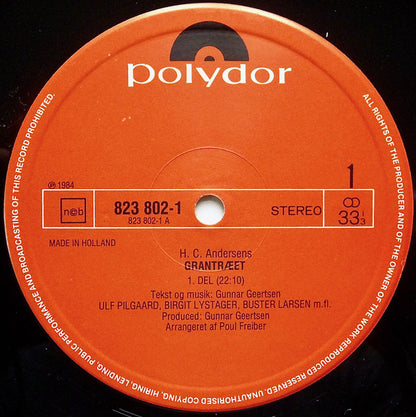 polydor
ALL RIGHTS OF THE PRODUCER AND OF THE OWNER OF THE WORK REPRODUCED RESERVED. UNAUTHORISED COPYING, HIRING, LENDING, PUBLIC PERFORMANCE AND BROADCASTING OF THIS RECORD PROHIBITED.
℗ 1984
1
n©b
823 802-1
823 802-1 A
STEREO
33⅓
MADE IN HOLLAND
H. C. Andersens
GRANTRÆET
1. DEL (22:10)
Tekst og musik: Gunnar Geertsen
ULF PILGAARD, BIRGIT LYSTAGER, BUSTER LARSEN m.fl.
Produced: Gunnar Geertsen
Arrangeret af Poul Freiber